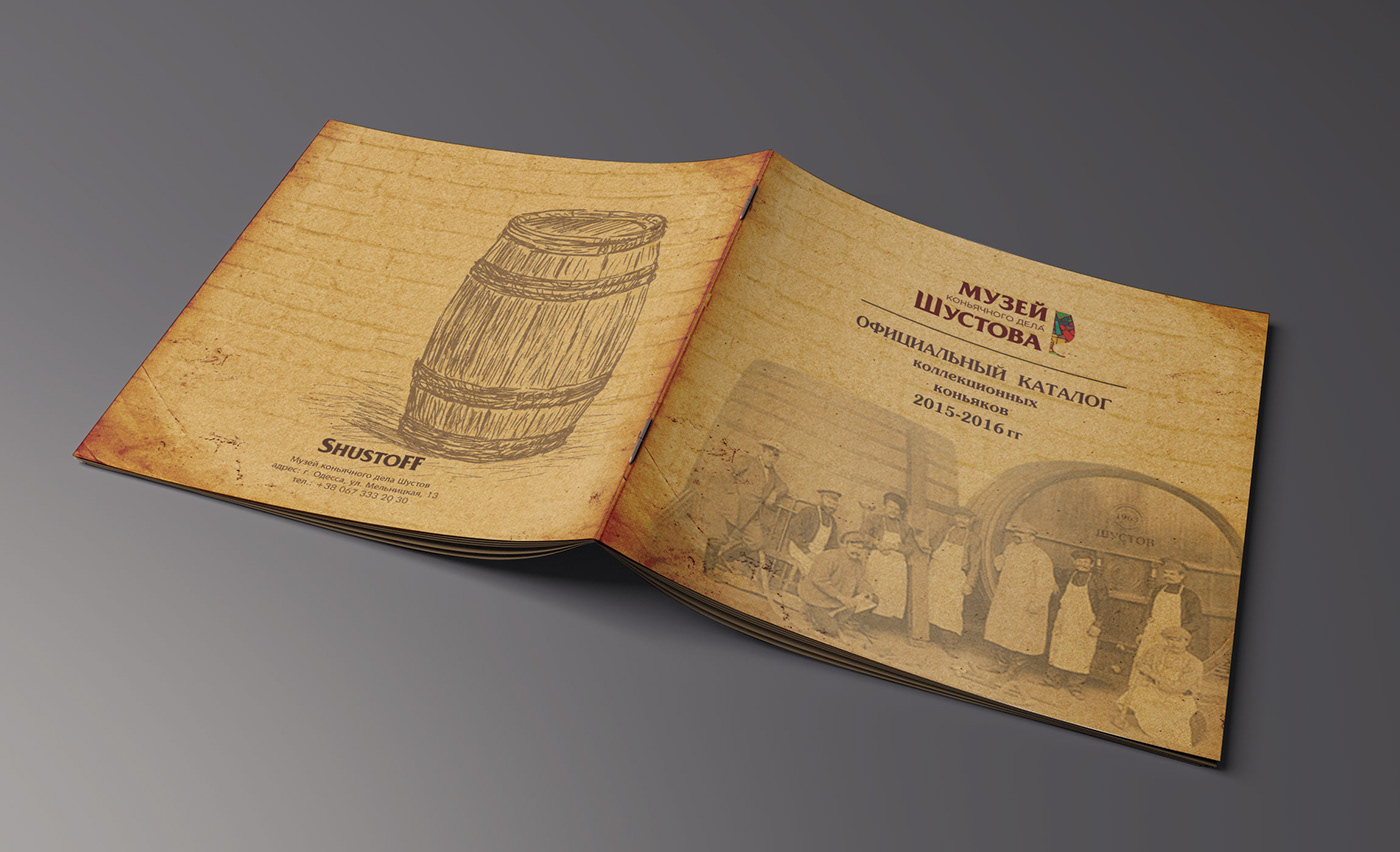 SHUSTOFF
Музей коньячного дела Шустов
адрес: г. Одесса, ул. Мельницкая, 13
тел.: +38 067 333 20 30
МУЗЕЙ
КОНЬЯЧНОГО ДЕЛА
ШУСТОВА
ОФИЦИАЛЬНЫЙ КАТАЛОГ
коллекционных
коньяков
2015-2016 гг
ШУСТОВ